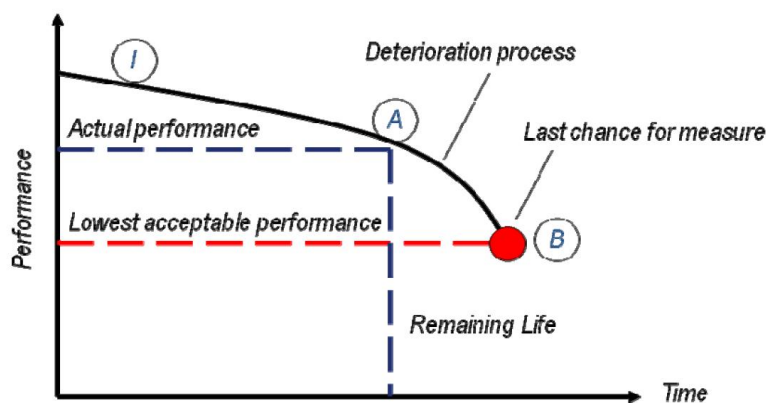 I
Deterioration process
Actual performance
A
Last chance for measure
Lowest acceptable performance
B
Performance
Remaining Life
Time